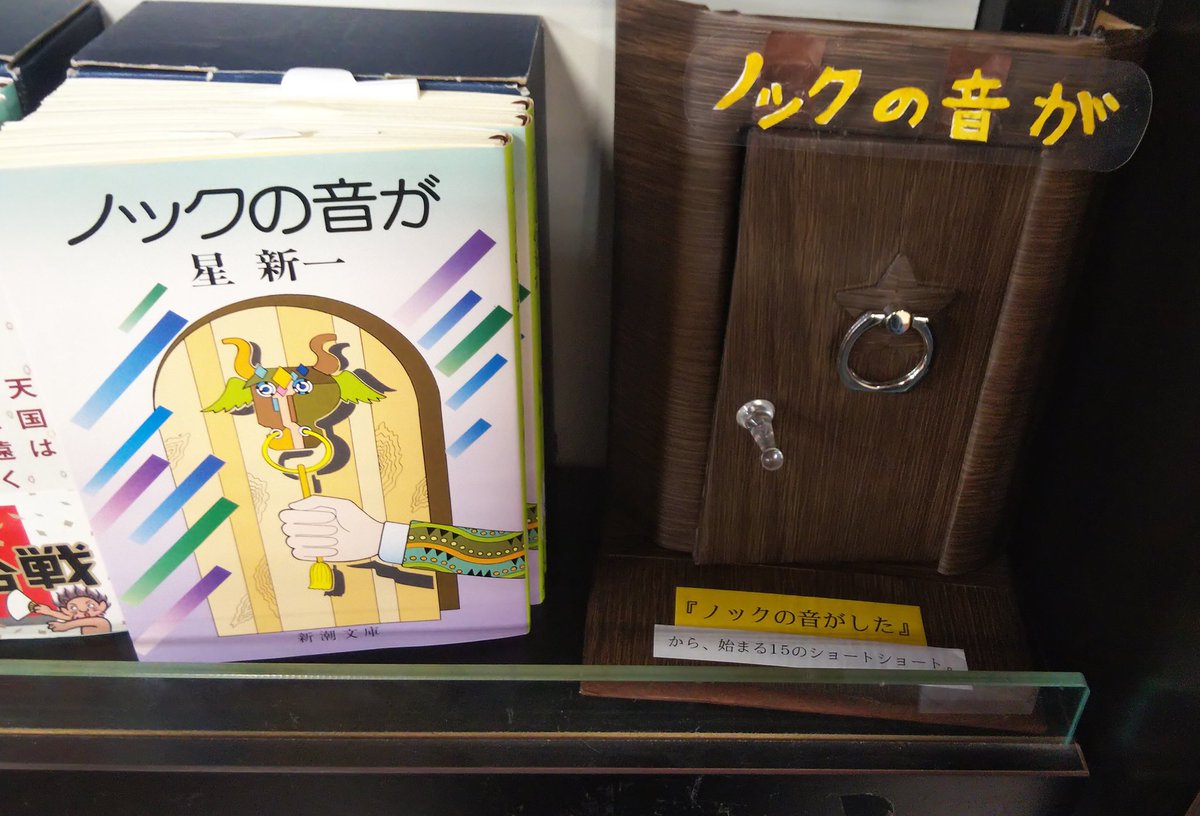 ノックの音が
星 新一
新潮文庫
天国は
遠く
合戦
ノックの音が
『ノックの音がした』
から、始まる15のショートショート。